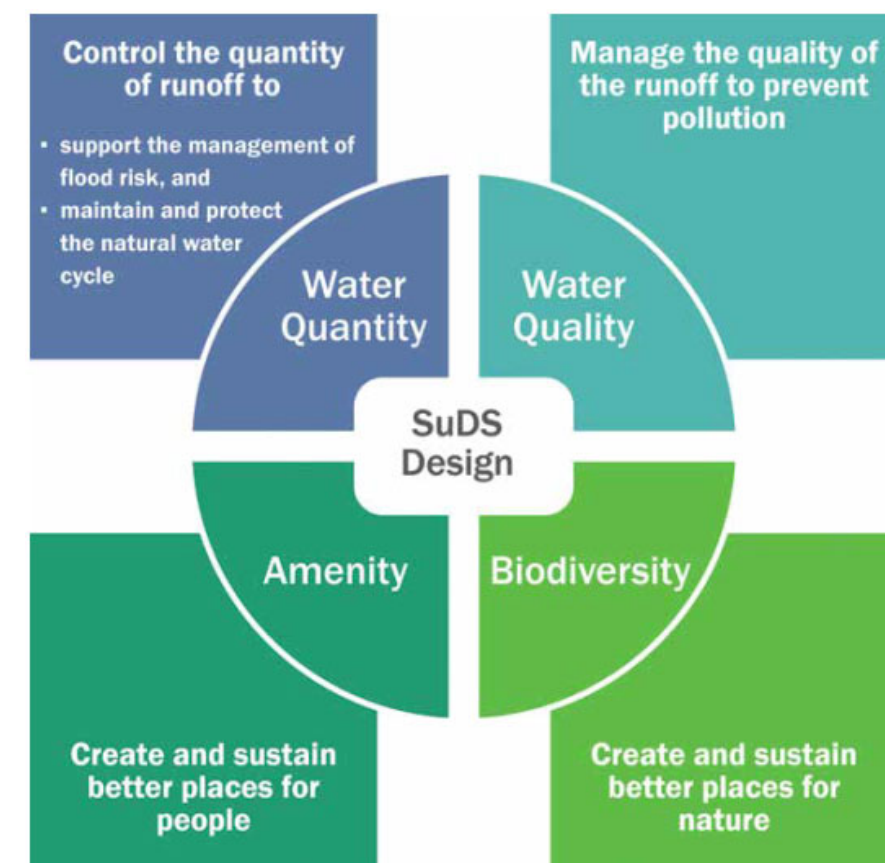 Control the quantity
of runoff to
▪ support the management of
flood risk, and
▪ maintain and protect
the natural water
cycle
Manage the quality of
the runoff to prevent
pollution
Water
Quantity
Water
Quality
SuDS
Design
Amenity
Biodiversity
Create and sustain
better places for
people
Create and sustain
better places for
nature